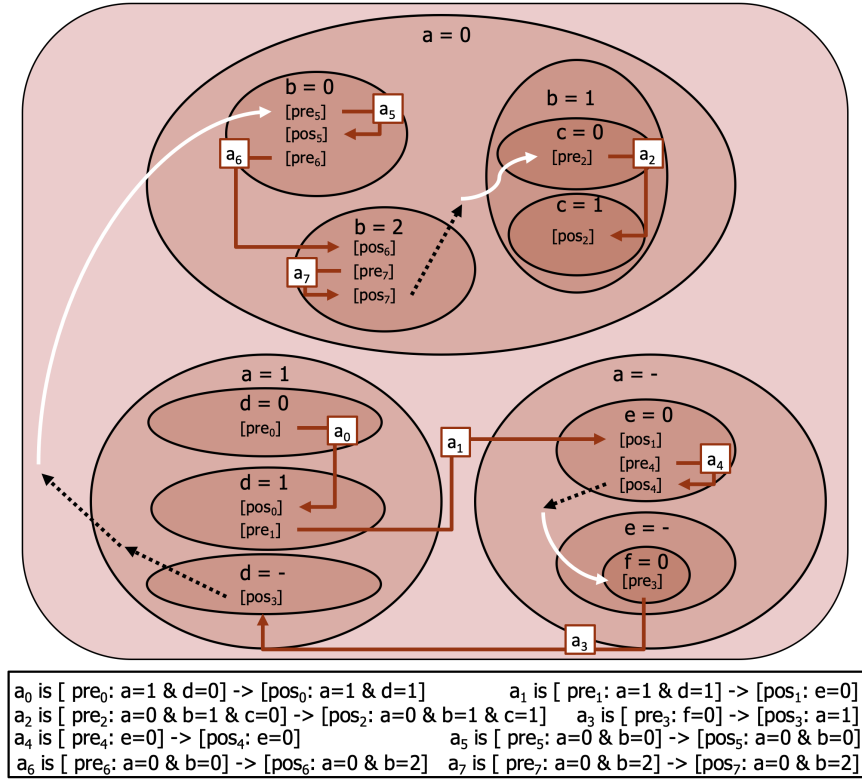 a = 0
b = 0
[pre₅]
a₅
[pos₅]
a₆
[pre₆]
b = 1
c = 0
[pre₂]
a₂
c = 1
[pos₂]
b = 2
[pos₆]
a₇
[pre₇]
[pos₇]
a = 1
d = 0
[pre₀]
a₀
d = 1
[pos₀]
[pre₁]
d = -
[pos₃]
a₁
a = -
e = 0
[pos₁]
[pre₄]
a₄
[pos₄]
e = -
f = 0
[pre₃]
a₃
a₀ is [ pre₀: a=1 & d=0] -> [pos₀: a=1 & d=1] a₁ is [ pre₁: a=1 & d=1] -> [pos₁: e=0]
a₂ is [ pre₂: a=0 & b=1 & c=0] -> [pos₂: a=0 & b=1 & c=1] a₃ is [ pre₃: f=0] -> [pos₃: a=1]
a₄ is [ pre₄: e=0] -> [pos₄: e=0] a₅ is [ pre₅: a=0 & b=0] -> [pos₅: a=0 & b=0]
a₆ is [ pre₆: a=0 & b=0] -> [pos₆: a=0 & b=2] a₇ is [ pre₇: a=0 & b=2] -> [pos₇: a=0 & b=2]